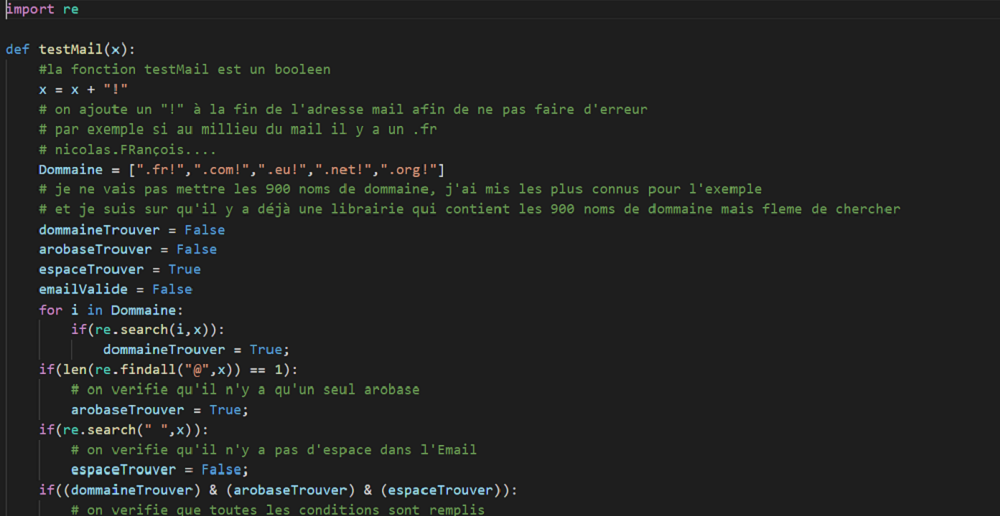 import re
def testMail(x):
#la fonction testMail est un booleen
x = x + "!"
# on ajoute un "!" à la fin de l'adresse mail afin de ne pas faire d'erreur
# par exemple si au millieu du mail il y a un .fr
# nicolas.FRançois....
Dommaine = [".fr!",".com!",".eu!",".net!",".org!"]
# je ne vais pas mettre les 900 noms de dommaine, j'ai mis les plus connus pour l'exemple
# et je suis sur qu'il y a déjà une librairie qui contient les 900 noms de dommaine mais fleme de chercher
dommaineTrouver = False
arobaseTrouver = False
espaceTrouver = True
emailValide = False
for i in Dommaine:
if(re.search(i,x)):
dommaineTrouver = True;
if(len(re.findall("@",x)) == 1):
# on verifie qu'il n'y a qu'un seul arobase
arobaseTrouver = True;
if(re.search(" ",x)):
# on verifie qu'il n'y a pas d'espace dans l'Email
espaceTrouver = False;
if((dommaineTrouver) & (arobaseTrouver) & (espaceTrouver)):
# on verifie que toutes les conditions sont remplis